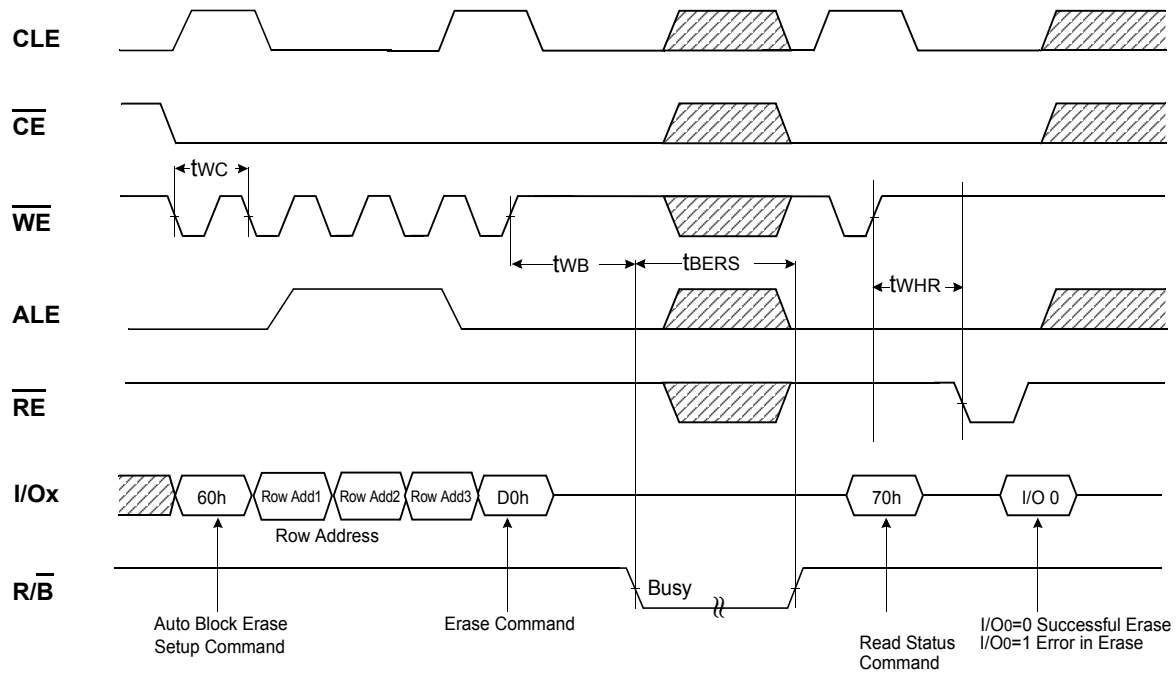 CLE
CE
tWC
WE
tWB
tBERS
tWHR
ALE
RE
I/Ox
60h
Row Add1
Row Add2
Row Add3
D0h
70h
I/O 0
Row Address
R/B
Busy
Auto Block Erase
Setup Command
Erase Command
Read Status
Command
I/O0=0 Successful Erase
I/O0=1 Error in Erase